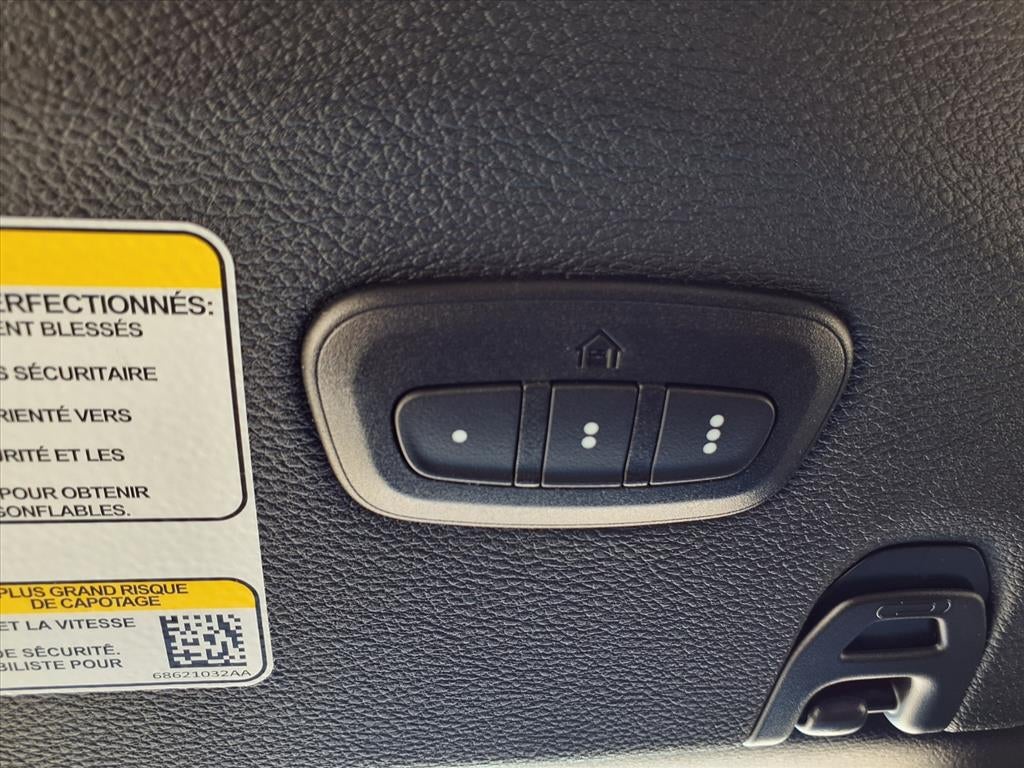 ERFECTIONNÉS:
ENT BLESSÉS
S SÉCURITAIRE
RIENTÉ VERS
URITÉ ET LES
POUR OBTENIR
GONFLABLES.
PLUS GRAND RISQUE
DE CAPOTAGE
ET LA VITESSE
DE SÉCURITÉ.
BILISTE POUR
68621032AA